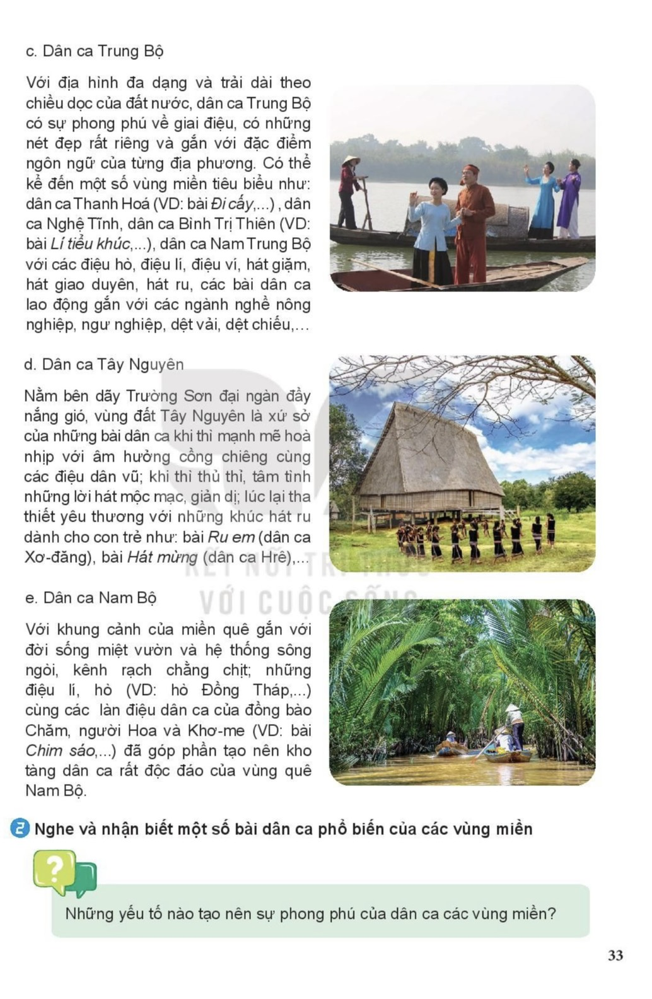 c. Dân ca Trung Bộ
Với địa hình đa dạng và trải dài theo
chiều dọc của đất nước, dân ca Trung Bộ
có sự phong phú về giai điệu, có những
nét đẹp rất riêng và gắn với đặc điểm
ngôn ngữ của từng địa phương. Có thể
kể đến một số vùng miền tiêu biểu như:
dân ca Thanh Hoá (VD: bài Đi cấy,...) , dân
ca Nghệ Tĩnh, dân ca Bình Trị Thiên (VD:
bài Lí tiểu khúc,...), dân ca Nam Trung Bộ
với các điệu hò, điệu lí, điệu ví, hát giặm,
hát giao duyên, hát ru, các bài dân ca
lao động gắn với các ngành nghề nông
nghiệp, ngư nghiệp, dệt vải, dệt chiếu,...
d. Dân ca Tây Nguyên
Nằm bên dãy Trường Sơn đại ngàn đầy
nắng gió, vùng đất Tây Nguyên là xứ sở
của những bài dân ca khi thì mạnh mẽ hoà
nhịp với âm hưởng cồng chiêng cùng
các điệu dân vũ; khi thì thủ thỉ, tâm tình
những lời hát mộc mạc, giản dị; lúc lại tha
thiết yêu thương với những khúc hát ru
dành cho con trẻ như: bài Ru em (dân ca
Xơ-đăng), bài Hát mừng (dân ca Hrê),...
KẾT NỐI TRI THỨC
VỚI CUỘC SỐNG
e. Dân ca Nam Bộ
Với khung cảnh của miền quê gắn với
đời sống miệt vườn và hệ thống sông
ngòi, kênh rạch chằng chịt; những
điệu lí, hò (VD: hò Đồng Tháp,...)
cùng các làn điệu dân ca của đồng bào
Chăm, người Hoa và Khơ-me (VD: bài
Chim sáo,...) đã góp phần tạo nên kho
tàng dân ca rất độc đáo của vùng quê
Nam Bộ.
2 Nghe và nhận biết một số bài dân ca phổ biến của các vùng miền
?
Những yếu tố nào tạo nên sự phong phú của dân ca các vùng miền?
33